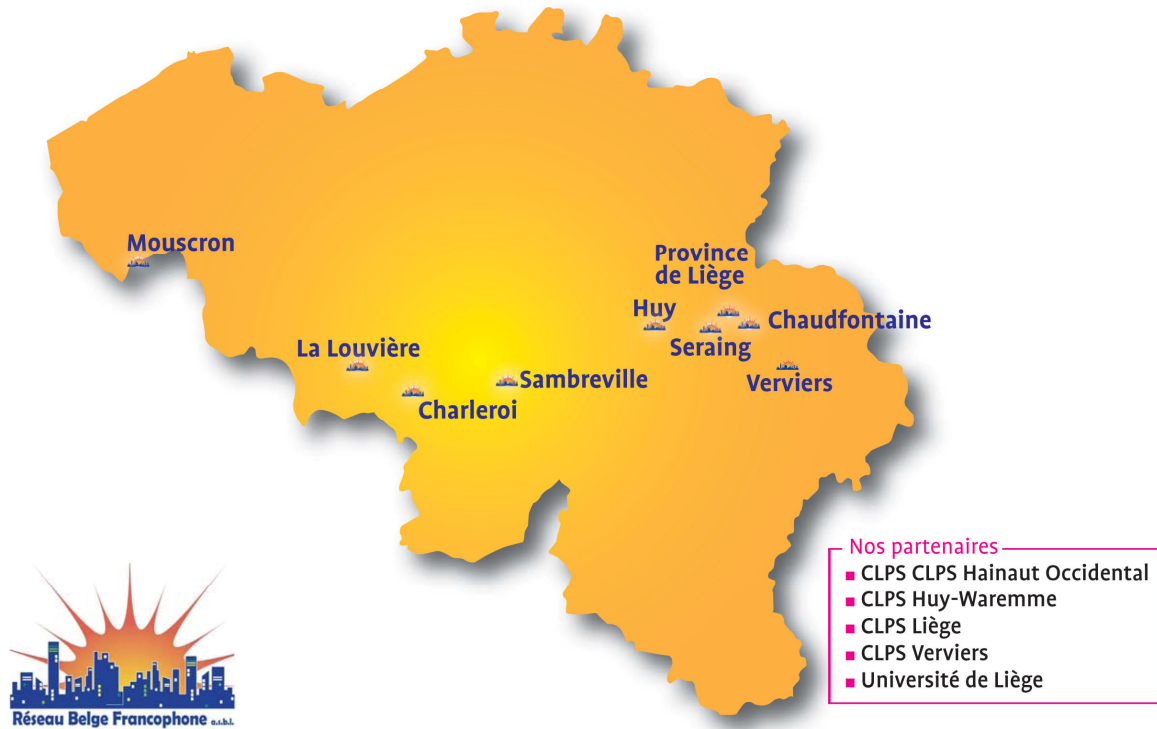 Mouscron
Province
de Liège
Huy
Chaudfontaine
Seraing
La Louvière
Sambreville
Verviers
Charleroi
Nos partenaires
CLPS CLPS Hainaut Occidental
CLPS Huy-Waremme
CLPS Liège
CLPS Verviers
Université de Liège
Réseau Belge Francophone a.s.b.l.